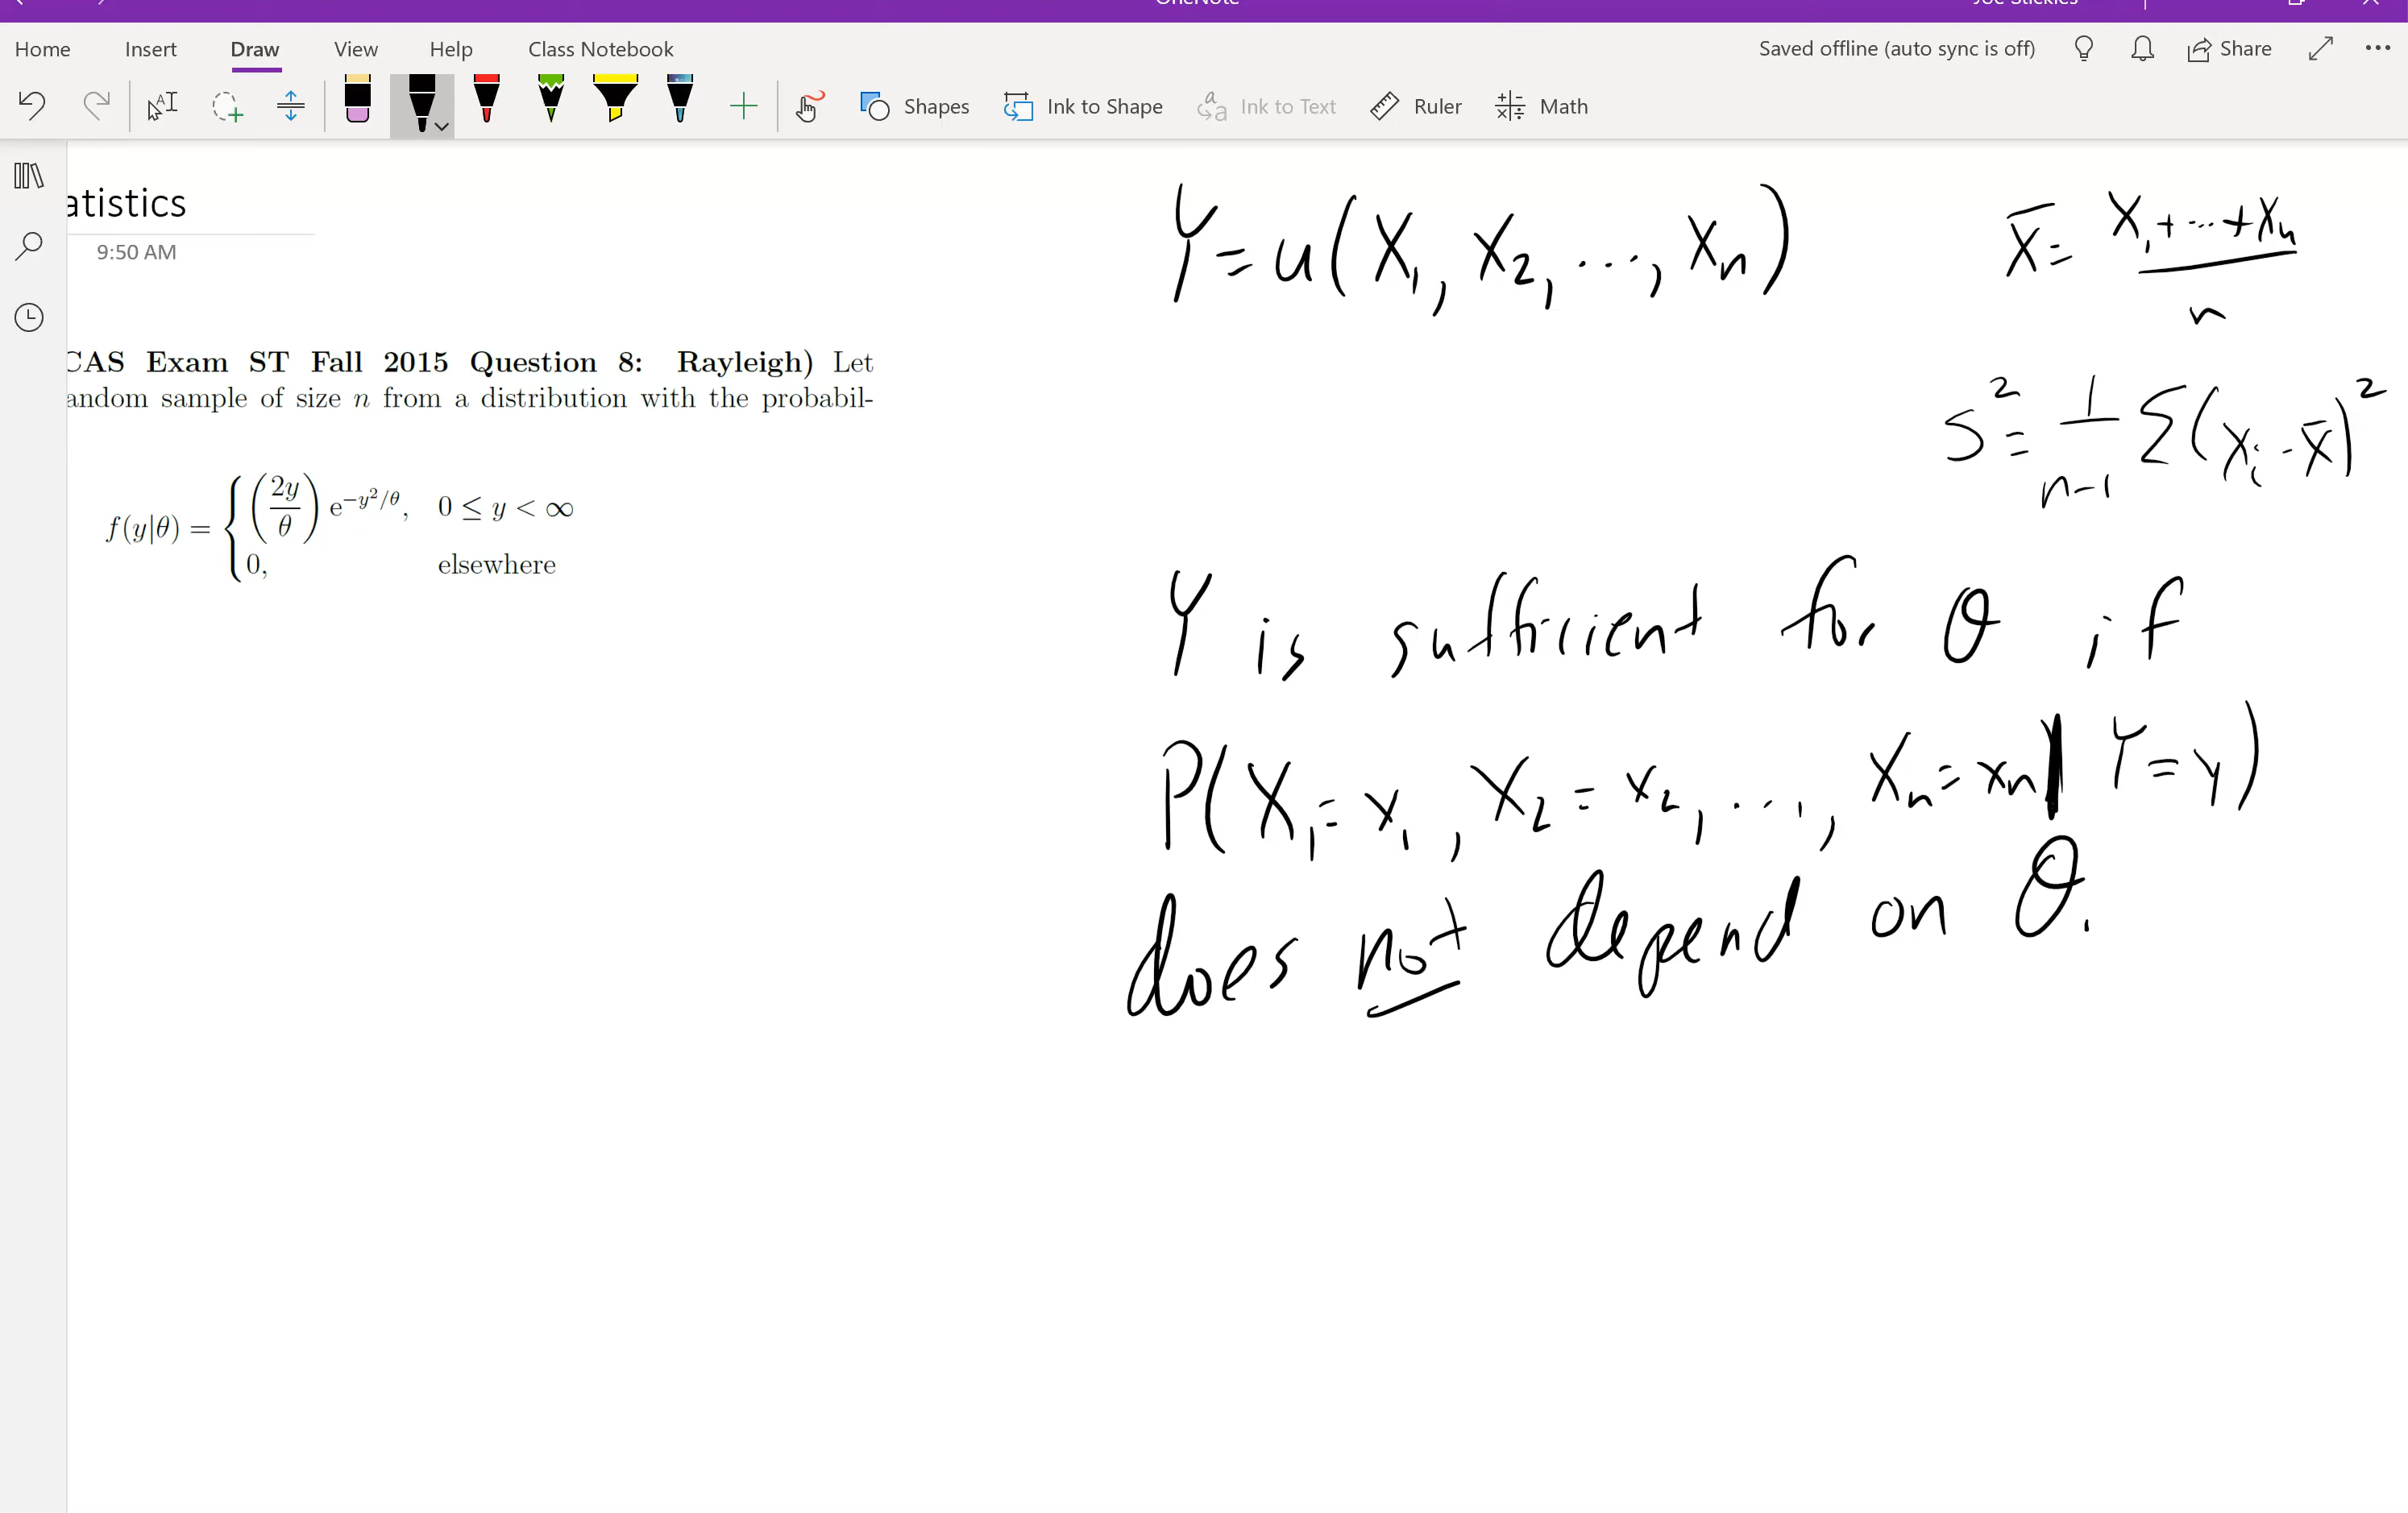 Home Insert Draw View Help Class Notebook Saved offline (auto sync is off) Share
Shapes Ink to Shape Ink to Text Ruler Math
atistics
9:50 AM
CAS Exam ST Fall 2015 Question 8: Rayleigh) Let
andom sample of size n from a distribution with the probabil-
f(y|θ) = { (2y/θ) e^{-y²/θ}, 0 ≤ y < ∞
0, elsewhere
Y = u(X₁, X₂, ..., Xₙ)
X̄ = (X₁ + ... + Xₙ)/n
S² = 1/(n-1) Σ(Xᵢ - X̄)²
Y is sufficient for θ if
P(X₁ = x₁, X₂ = x₂, ..., Xₙ = xₙ | Y = y)
does not depend on θ.